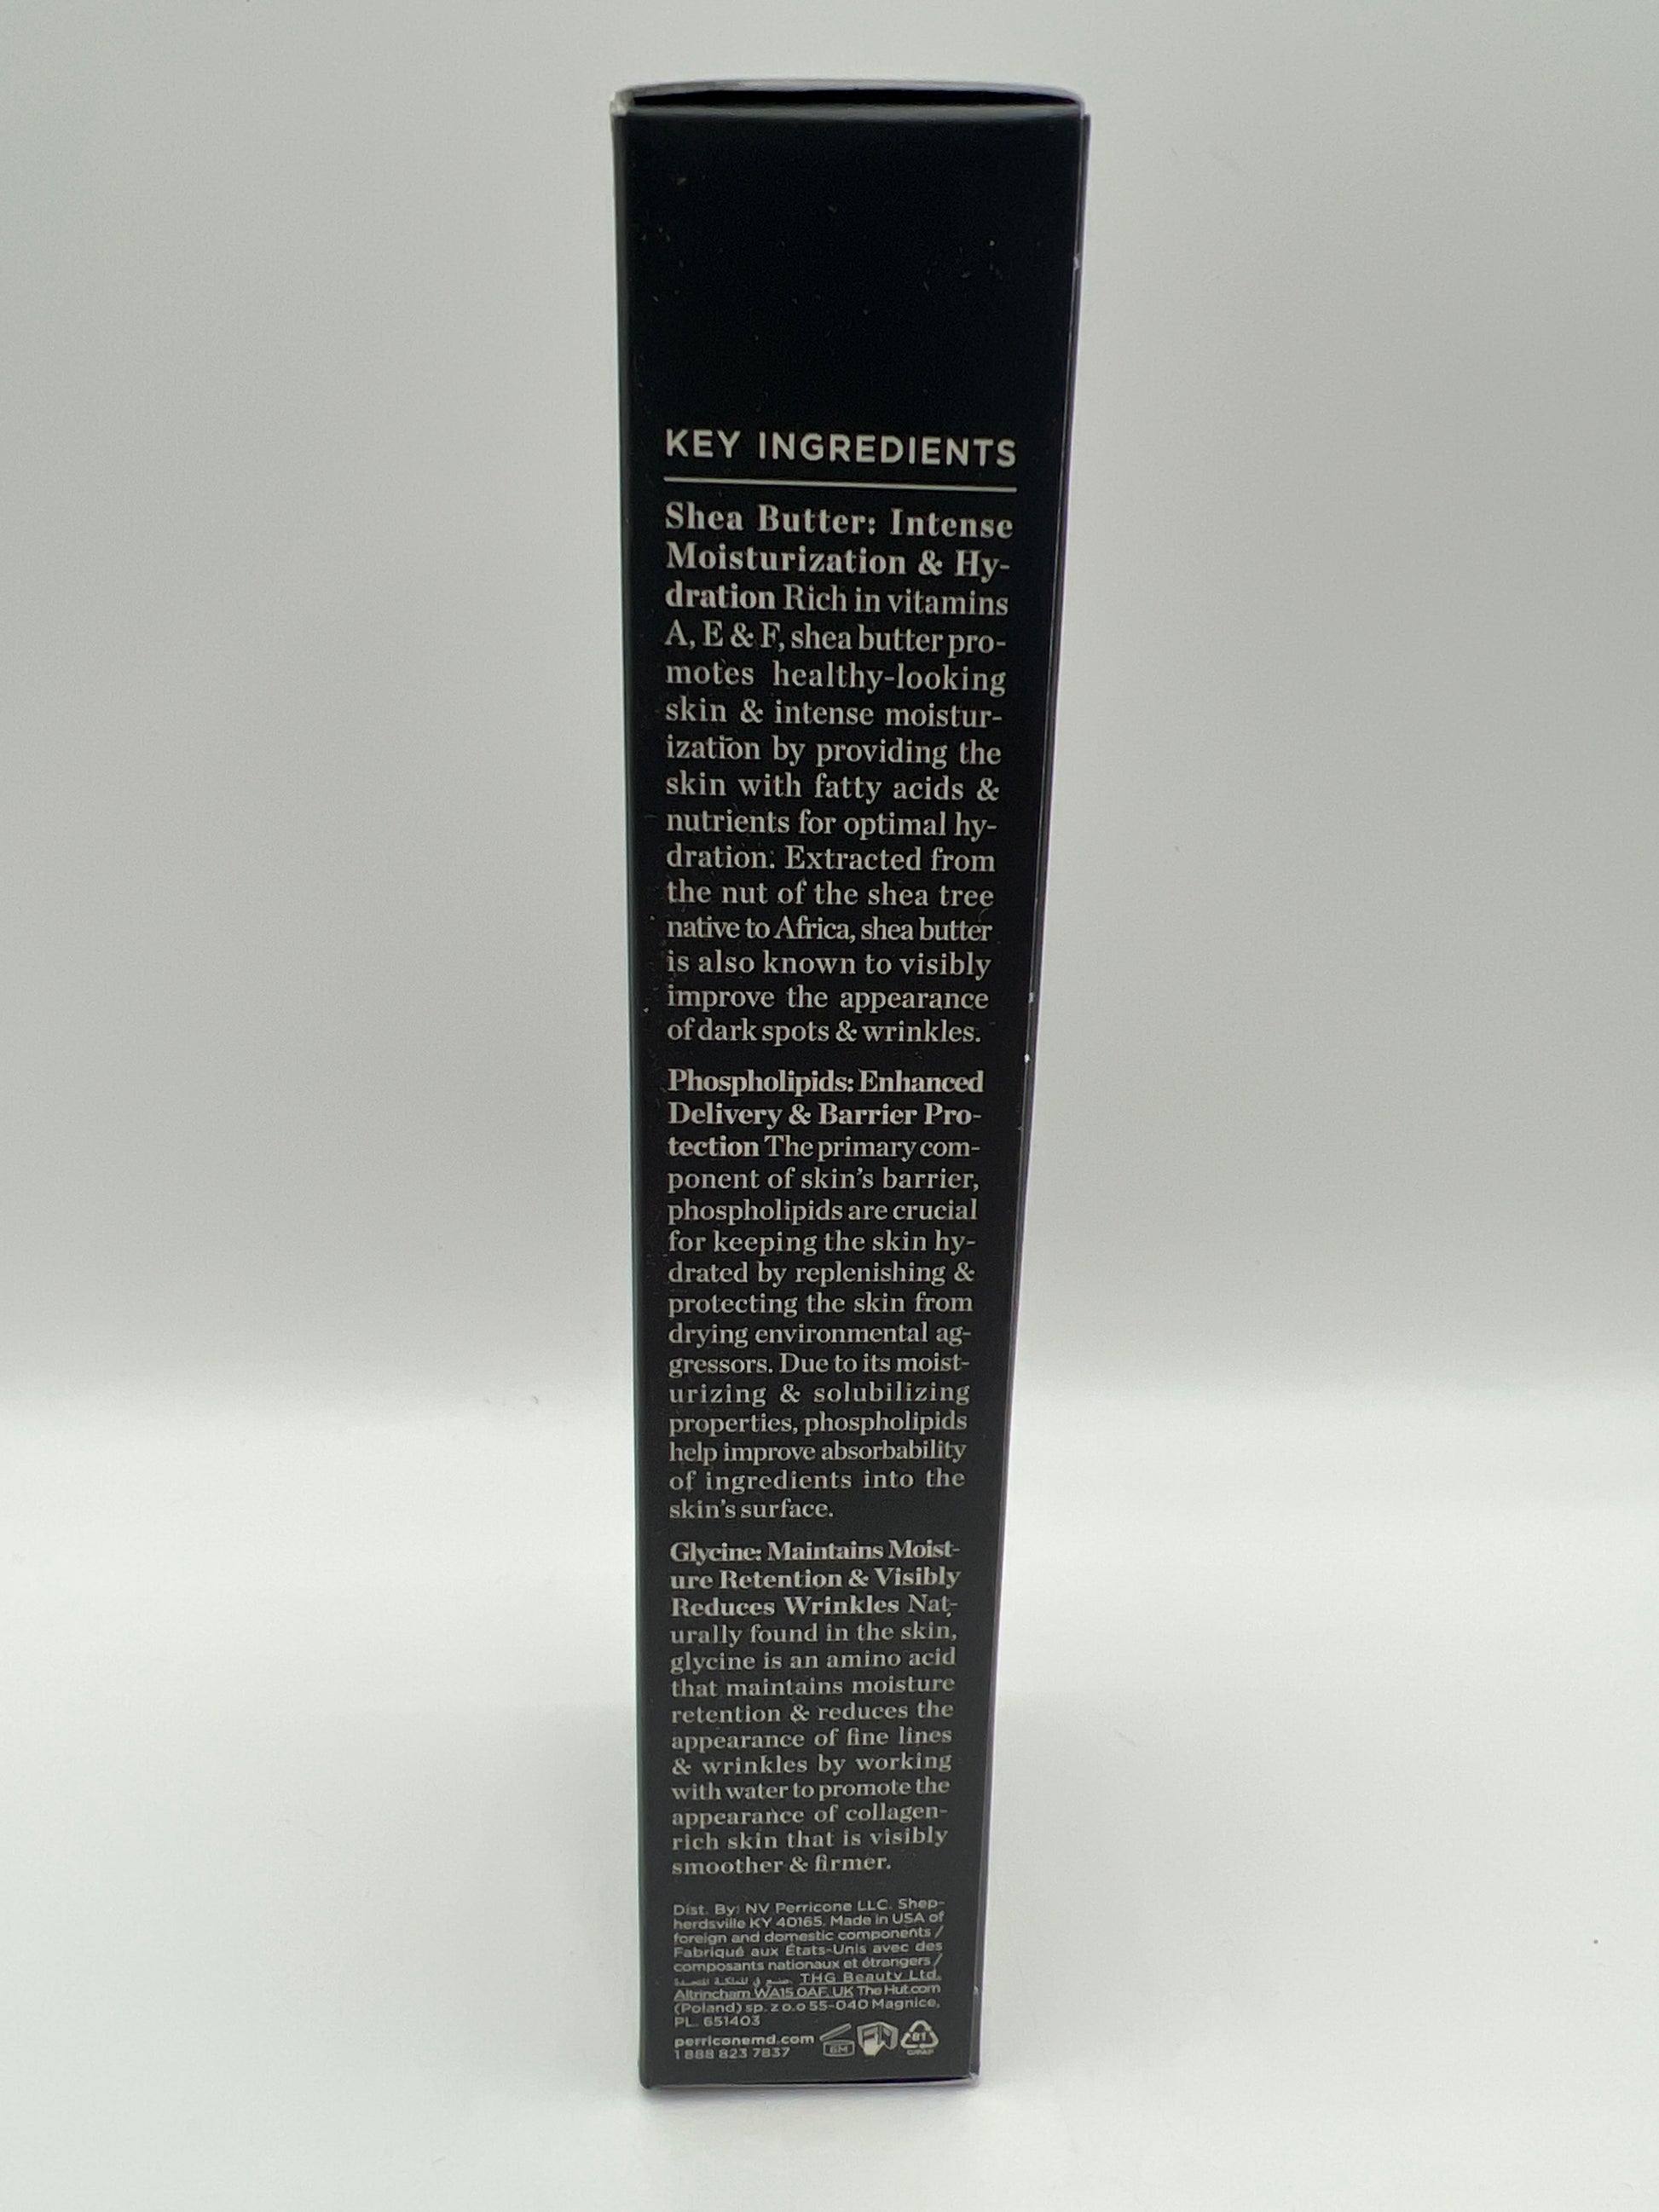 KEY INGREDIENTS
Shea Butter: Intense
Moisturization & Hy-
dration Rich in vitamins
A, E & F, shea butter pro-
motes healthy-looking
skin & intense moistur-
ization by providing the
skin with fatty acids &
nutrients for optimal hy-
dration. Extracted from
the nut of the shea tree
native to Africa, shea butter
is also known to visibly
improve the appearance
of dark spots & wrinkles.
Phospholipids: Enhanced
Delivery & Barrier Pro-
tection The primary com-
ponent of skin's barrier,
phospholipids are crucial
for keeping the skin hy-
drated by replenishing &
protecting the skin from
drying environmental ag-
gressors. Due to its moist-
urizing & solubilizing
properties, phospholipids
help improve absorbability
of ingredients into the
skin's surface.
Glycine: Maintains Moist-
ure Retention & Visibly
Reduces Wrinkles Nat-
urally found in the skin,
glycine is an amino acid
that maintains moisture
retention & reduces the
appearance of fine lines
& wrinkles by working
with water to promote the
appearance of collagen-
rich skin that is visibly
smoother & firmer.
Dist. By: NV Perricone LLC. Shep-
herdsville KY 40165. Made in USA of
foreign and domestic components /
Fabriqué aux États-Unis avec des
composants nationaux et étrangers /
THG Beauty Ltd.
Altrincham WA15 0AF. UK The Hut.com
(Poland) sp. z o.o 55-040 Magnice,
PL. 651403
perriconemd.com 6M 81
1 888 823 7837